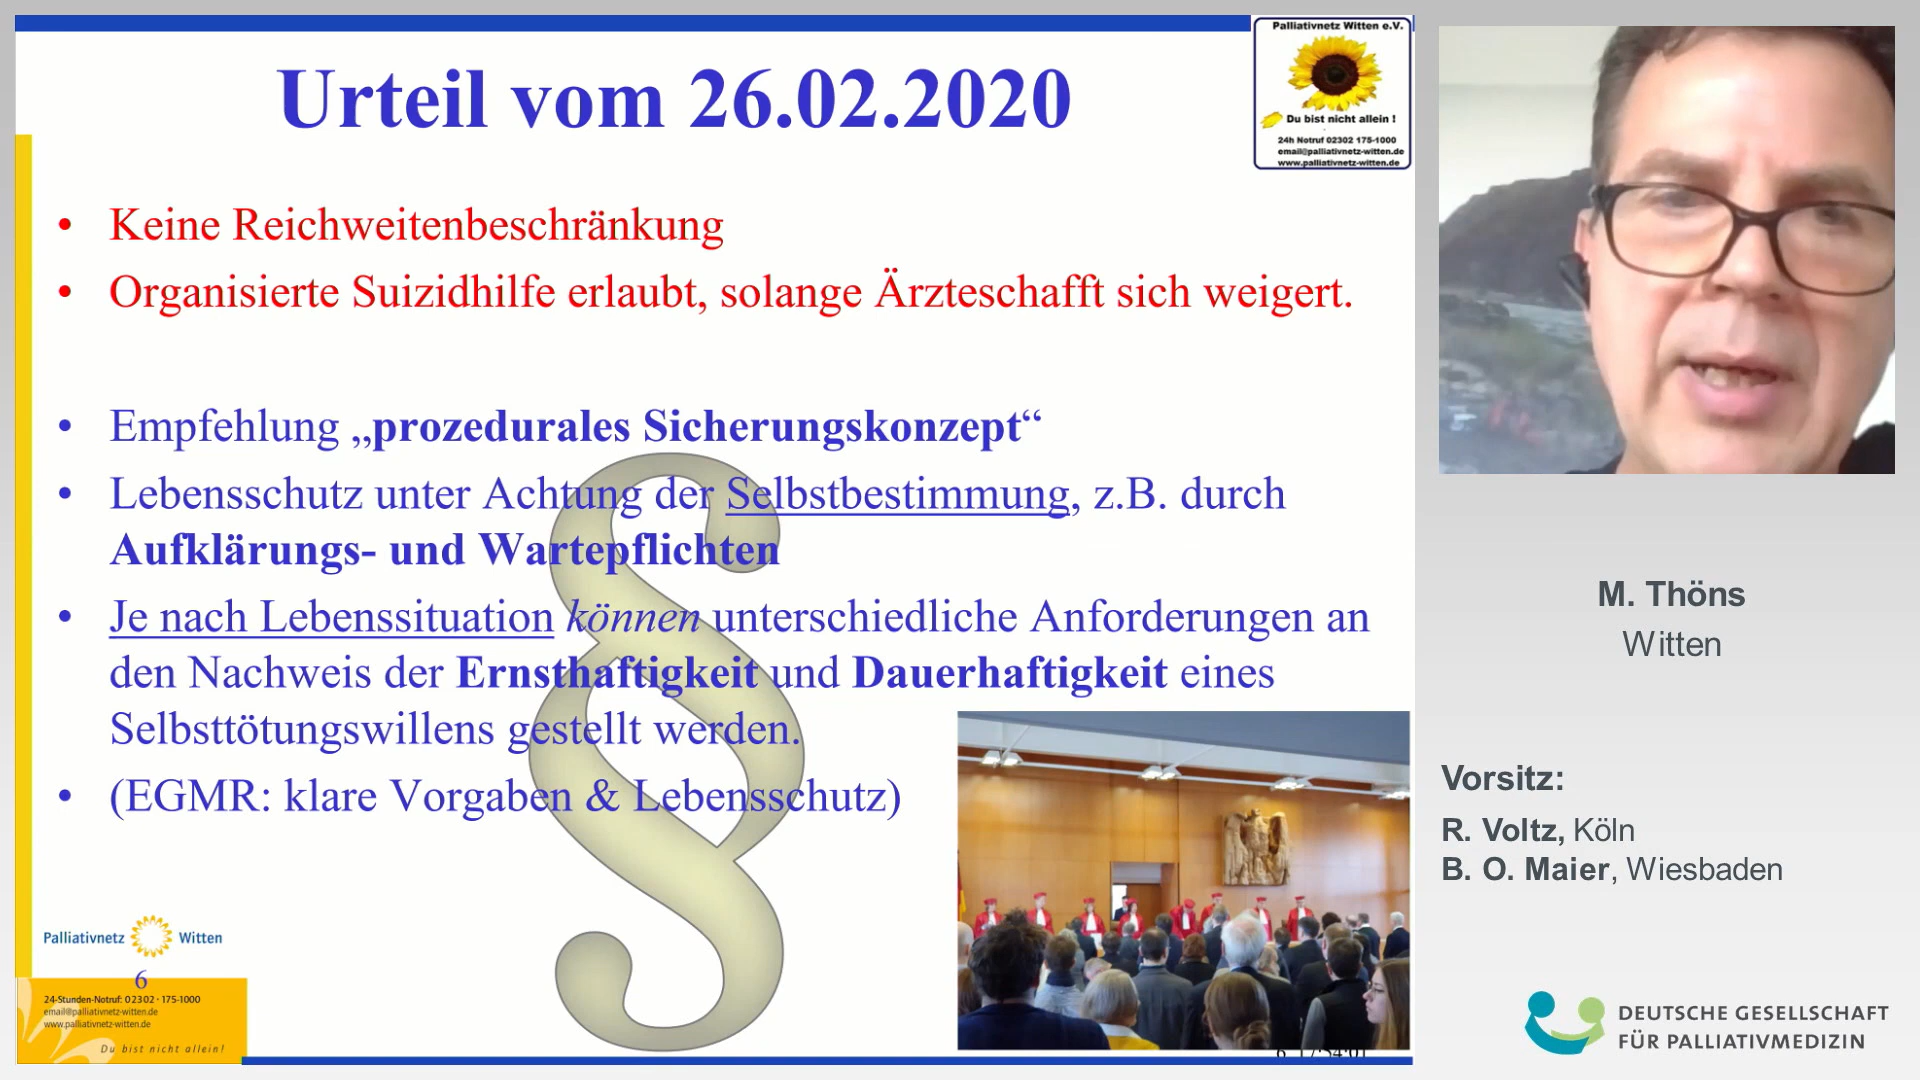 Palliativnetz Witten e.V.
Du bist nicht allein !
24h Notruf 02302 175-1000
email@palliativnetz-witten.de
www.palliativnetz-witten.de
Urteil vom 26.02.2020
• Keine Reichweitenbeschränkung
• Organisierte Suizidhilfe erlaubt, solange Ärzteschafft sich weigert.
• Empfehlung „prozedurales Sicherungskonzept“
• Lebensschutz unter Achtung der Selbstbestimmung, z.B. durch
Aufklärungs- und Wartepflichten
• Je nach Lebenssituation können unterschiedliche Anforderungen an
den Nachweis der Ernsthaftigkeit und Dauerhaftigkeit eines
Selbsttötungswillens gestellt werden.
• (EGMR: klare Vorgaben & Lebensschutz)
§
Palliativnetz Witten
6
24-Stunden-Notruf: 02302 · 175-1000
email@palliativnetz-witten.de
www.palliativnetz-witten.de
Du bist nicht allein!
M. Thöns
Witten
Vorsitz:
R. Voltz, Köln
B. O. Maier, Wiesbaden
DEUTSCHE GESELLSCHAFT
FÜR PALLIATIVMEDIZIN